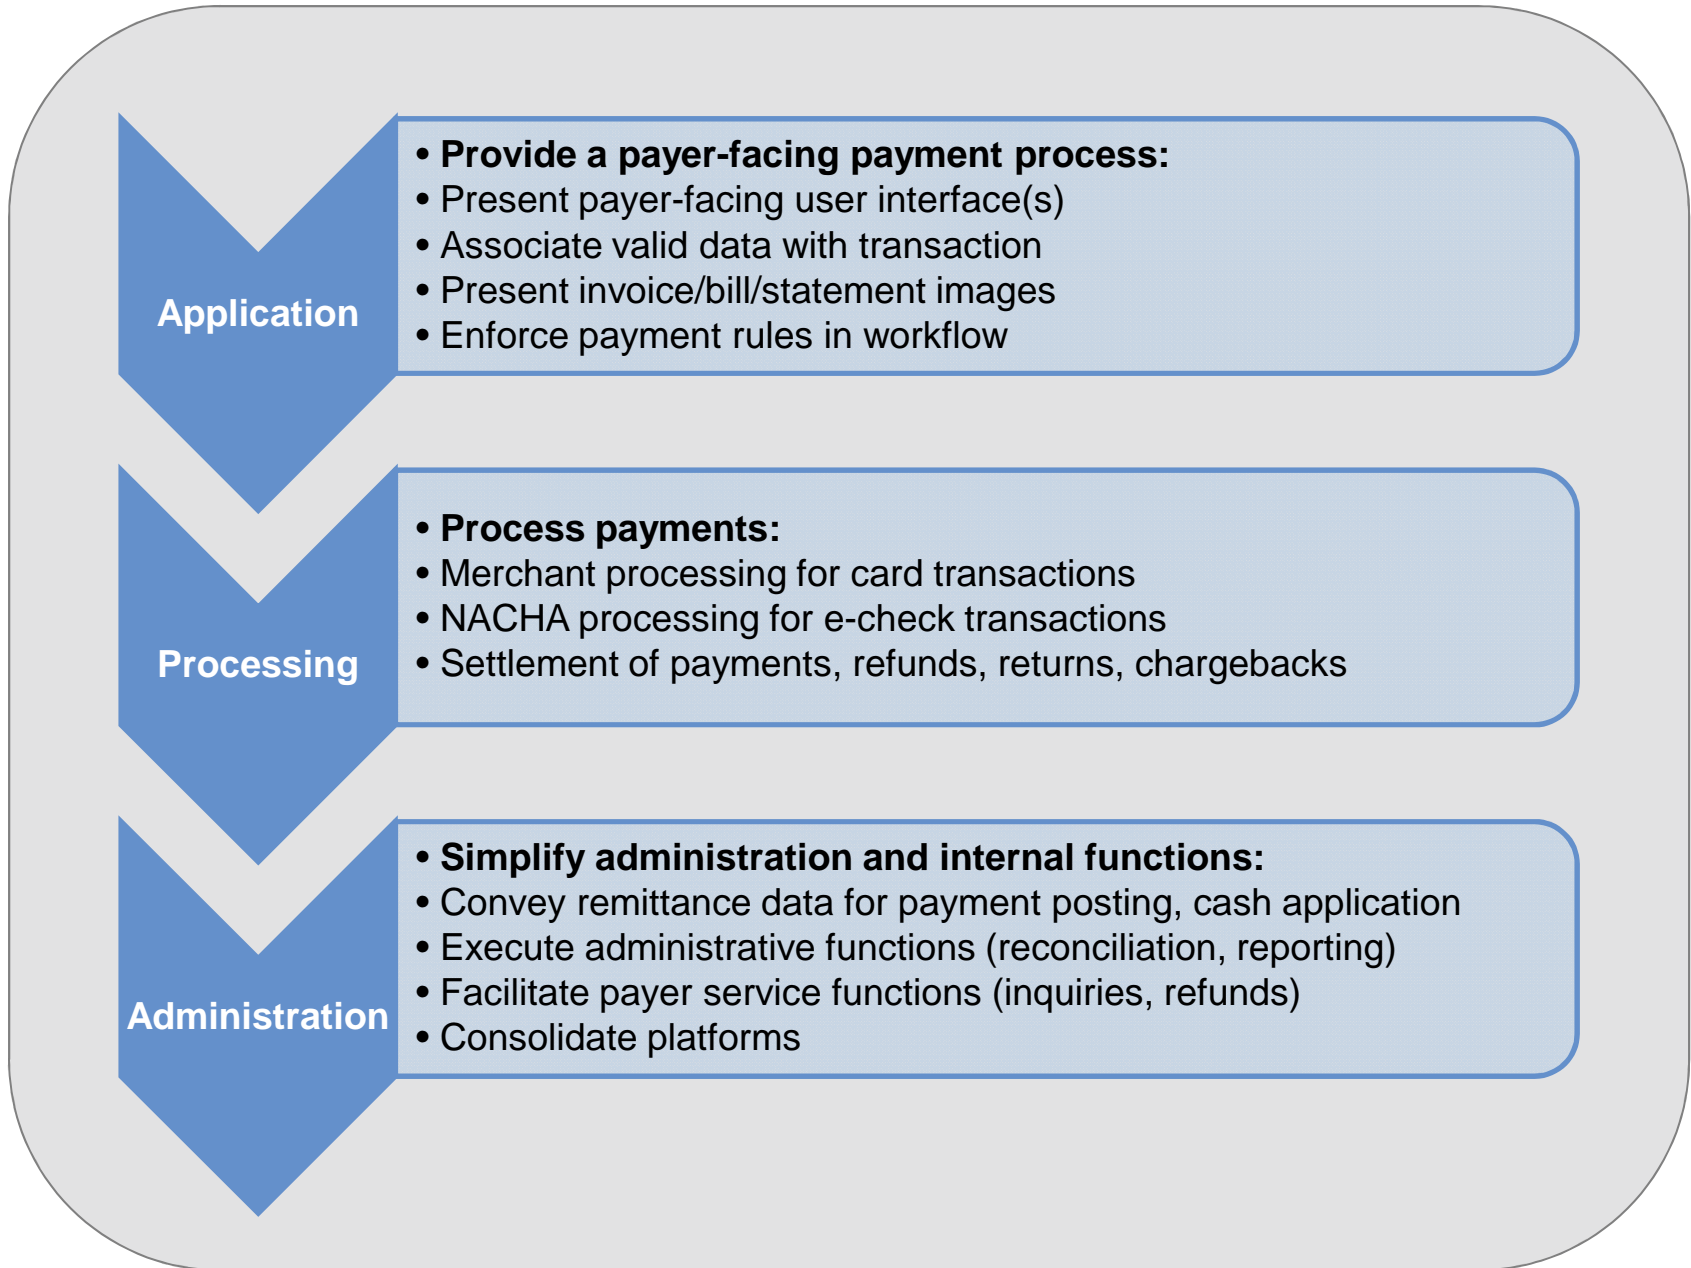 Application
• Provide a payer-facing payment process:
• Present payer-facing user interface(s)
• Associate valid data with transaction
• Present invoice/bill/statement images
• Enforce payment rules in workflow
Processing
• Process payments:
• Merchant processing for card transactions
• NACHA processing for e-check transactions
• Settlement of payments, refunds, returns, chargebacks
Administration
• Simplify administration and internal functions:
• Convey remittance data for payment posting, cash application
• Execute administrative functions (reconciliation, reporting)
• Facilitate payer service functions (inquiries, refunds)
• Consolidate platforms